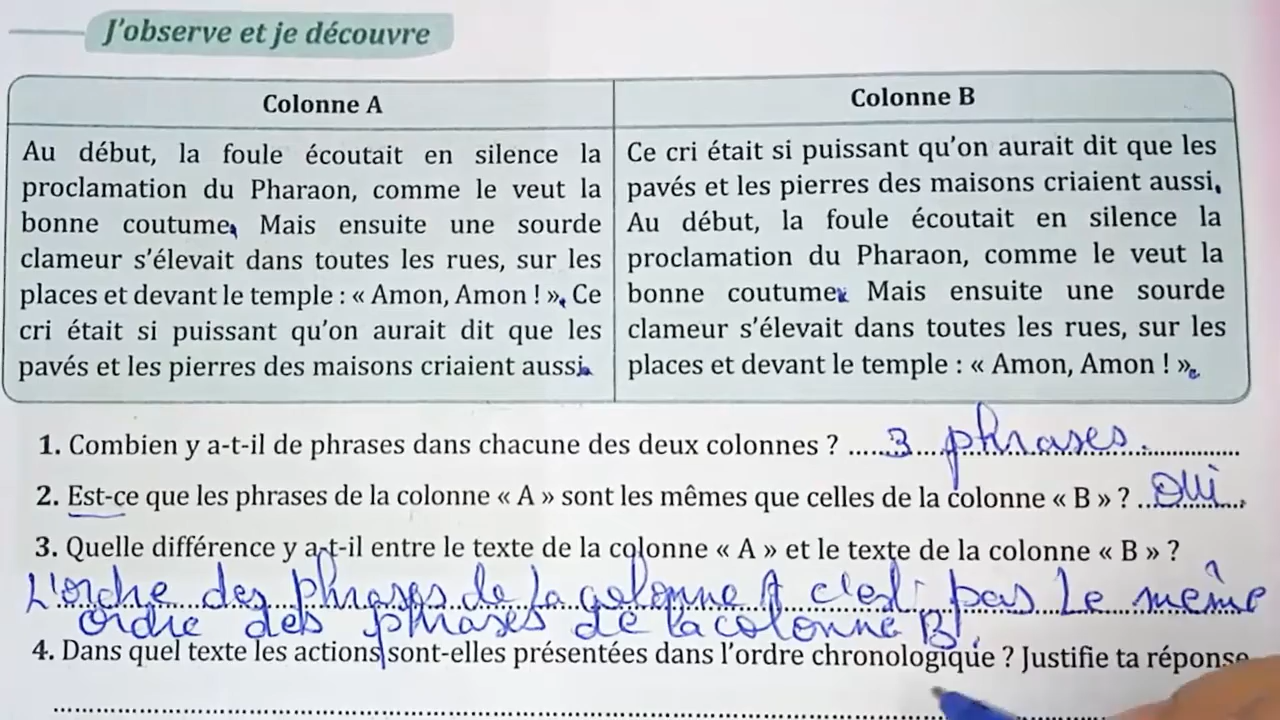 J'observe et je découvre
Colonne A
Au début, la foule écoutait en silence la
proclamation du Pharaon, comme le veut la
bonne coutume. Mais ensuite une sourde
clameur s'élevait dans toutes les rues, sur les
places et devant le temple : « Amon, Amon ! ». Ce
cri était si puissant qu'on aurait dit que les
pavés et les pierres des maisons criaient aussi.
Colonne B
Ce cri était si puissant qu'on aurait dit que les
pavés et les pierres des maisons criaient aussi.
Au début, la foule écoutait en silence la
proclamation du Pharaon, comme le veut la
bonne coutume. Mais ensuite une sourde
clameur s'élevait dans toutes les rues, sur les
places et devant le temple : « Amon, Amon ! ».
1. Combien y a-t-il de phrases dans chacune des deux colonnes ? 3 phrases.
2. Est-ce que les phrases de la colonne « A » sont les mêmes que celles de la colonne « B » ? Oui.
3. Quelle différence y a-t-il entre le texte de la colonne « A » et le texte de la colonne « B » ?
L'ordre des phrases de la colonne A c'est pas le même
ordre des phrases de la colonne B.
4. Dans quel texte les actions sont-elles présentées dans l'ordre chronologique ? Justifie ta réponse